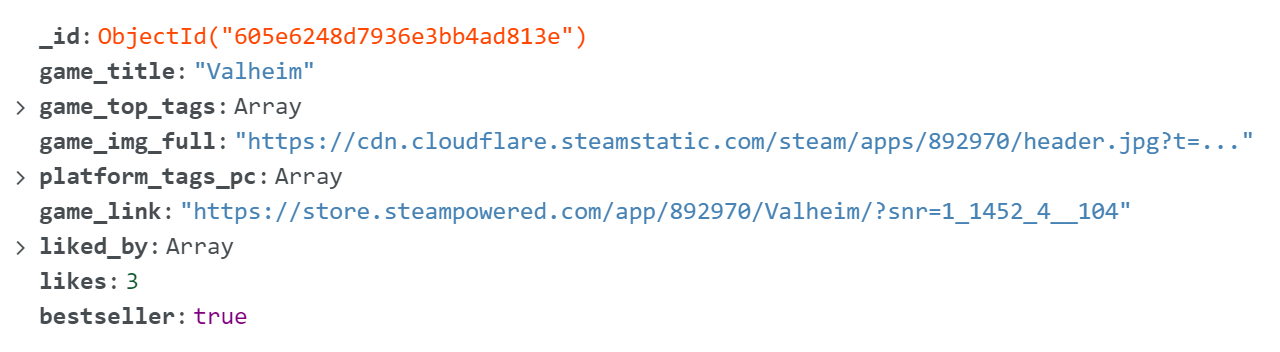 _id: ObjectId("605e6248d7936e3bb4ad813e")
game_title: "Valheim"
> game_top_tags: Array
game_img_full: "https://cdn.cloudflare.steamstatic.com/steam/apps/892970/header.jpg?t=..."
> platform_tags_pc: Array
game_link: "https://store.steampowered.com/app/892970/Valheim/?snr=1_1452_4__104"
> liked_by: Array
likes: 3
bestseller: true